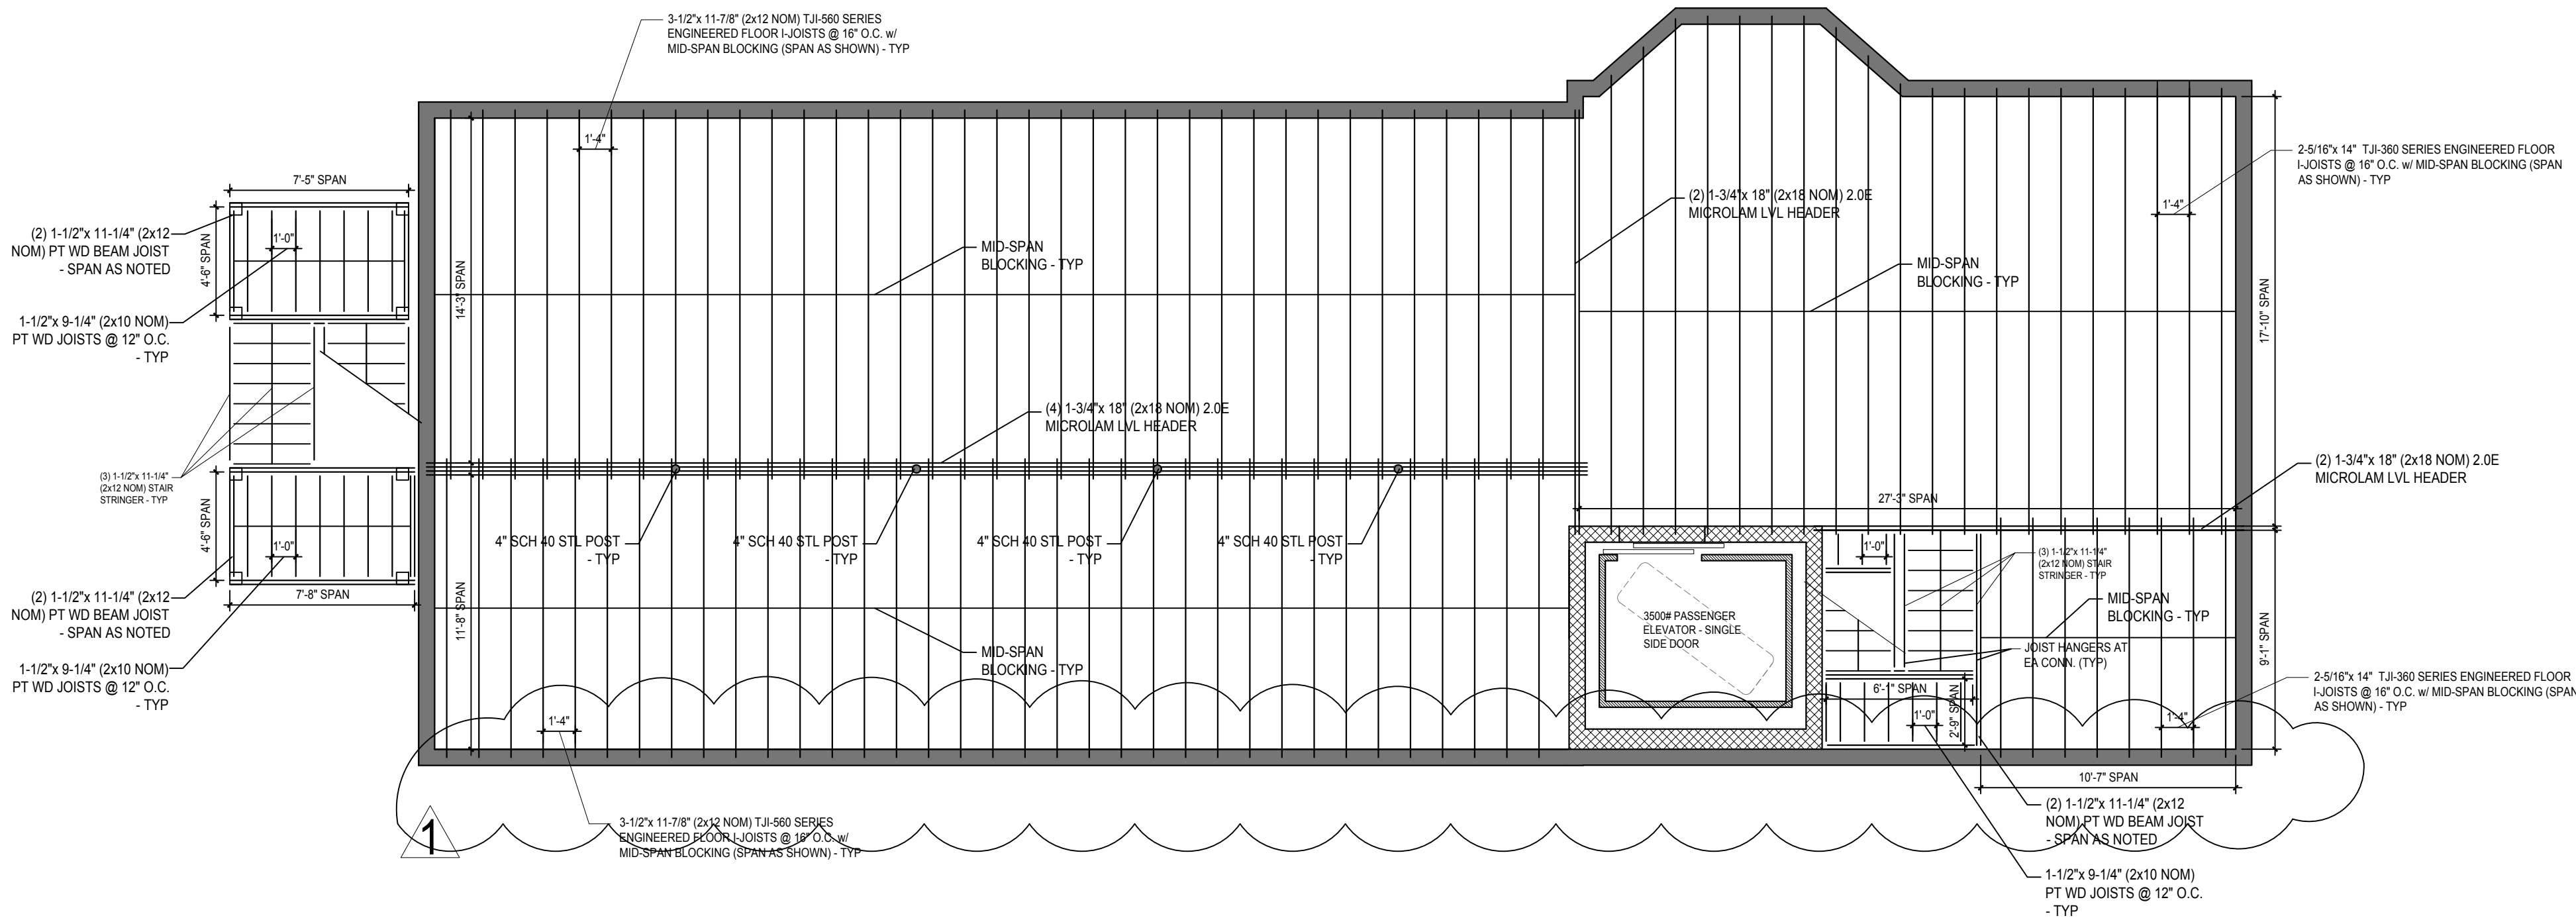 3-1/2"x 11-7/8" (2x12 NOM) TJI-560 SERIES
ENGINEERED FLOOR I-JOISTS @ 16" O.C. w/
MID-SPAN BLOCKING (SPAN AS SHOWN) - TYP
1'-4"
2-5/16"x 14" TJI-360 SERIES ENGINEERED FLOOR
I-JOISTS @ 16" O.C. w/ MID-SPAN BLOCKING (SPAN
AS SHOWN) - TYP
1'-4"
7'-5" SPAN
(2) 1-1/2"x 11-1/4" (2x12
NOM) PT WD BEAM JOIST
- SPAN AS NOTED
4'-6" SPAN
1'-0"
1-1/2"x 9-1/4" (2x10 NOM)
PT WD JOISTS @ 12" O.C.
- TYP
(2) 1-3/4"x 18" (2x18 NOM) 2.0E
MICROLAM LVL HEADER
MID-SPAN
BLOCKING - TYP
MID-SPAN
BLOCKING - TYP
14'-3" SPAN
17'-10" SPAN
(4) 1-3/4"x 18" (2x18 NOM) 2.0E
MICROLAM LVL HEADER
(3) 1-1/2"x 11-1/4"
(2x12 NOM) STAIR
STRINGER - TYP
(2) 1-3/4"x 18" (2x18 NOM) 2.0E
MICROLAM LVL HEADER
27'-3" SPAN
4'-6" SPAN
1'-0"
7'-8" SPAN
(2) 1-1/2"x 11-1/4" (2x12
NOM) PT WD BEAM JOIST
- SPAN AS NOTED
1-1/2"x 9-1/4" (2x10 NOM)
PT WD JOISTS @ 12" O.C.
- TYP
4" SCH 40 STL POST
- TYP
4" SCH 40 STL POST
- TYP
4" SCH 40 STL POST
- TYP
4" SCH 40 STL POST
- TYP
11'-8" SPAN
MID-SPAN
BLOCKING - TYP
3500# PASSENGER
ELEVATOR - SINGLE
SIDE DOOR
1'-0"
(3) 1-1/2"x 11-1/4"
(2x12 NOM) STAIR
STRINGER - TYP
MID-SPAN
BLOCKING - TYP
JOIST HANGERS AT
EA CONN. (TYP)
9'-1" SPAN
6'-1" SPAN
2'-9" SPAN
1'-0"
2-5/16"x 14" TJI-360 SERIES ENGINEERED FLOOR
I-JOISTS @ 16" O.C. w/ MID-SPAN BLOCKING (SPAN
AS SHOWN) - TYP
1'-4"
1'-4"
10'-7" SPAN
1
3-1/2"x 11-7/8" (2x12 NOM) TJI-560 SERIES
ENGINEERED FLOOR I-JOISTS @ 16" O.C. w/
MID-SPAN BLOCKING (SPAN AS SHOWN) - TYP
(2) 1-1/2"x 11-1/4" (2x12
NOM) PT WD BEAM JOIST
- SPAN AS NOTED
1-1/2"x 9-1/4" (2x10 NOM)
PT WD JOISTS @ 12" O.C.
- TYP